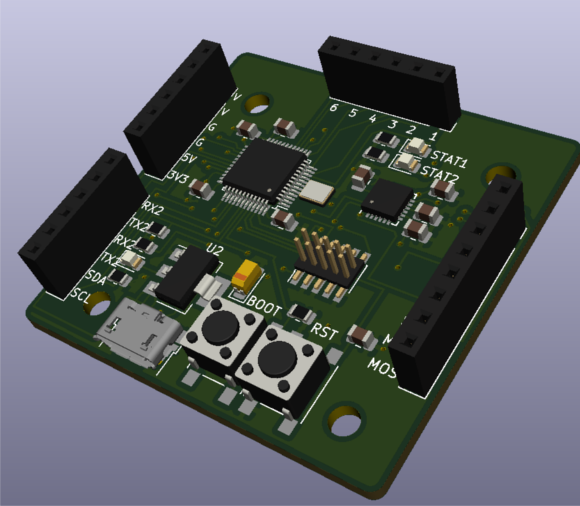 V
V
G
G
5V
3V3
6
5
4
3
2
1
STAT1
STAT2
RX2
TX2
RX2
TX2
SDA
SCL
U2
BOOT
RST
MOS